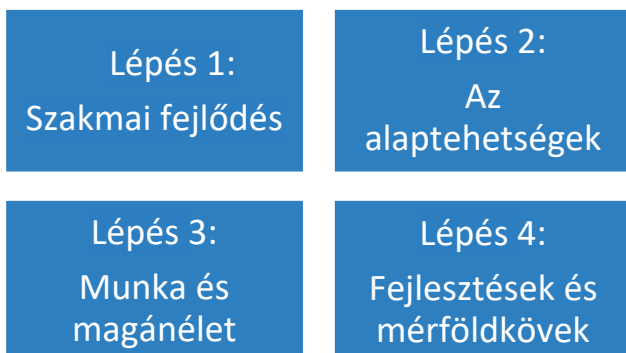 Lépés 1:
Szakmai fejlődés
Lépés 2:
Az
alaptehetségek
Lépés 3:
Munka és
magánélet
Lépés 4:
Fejlesztések és
mérföldkövek